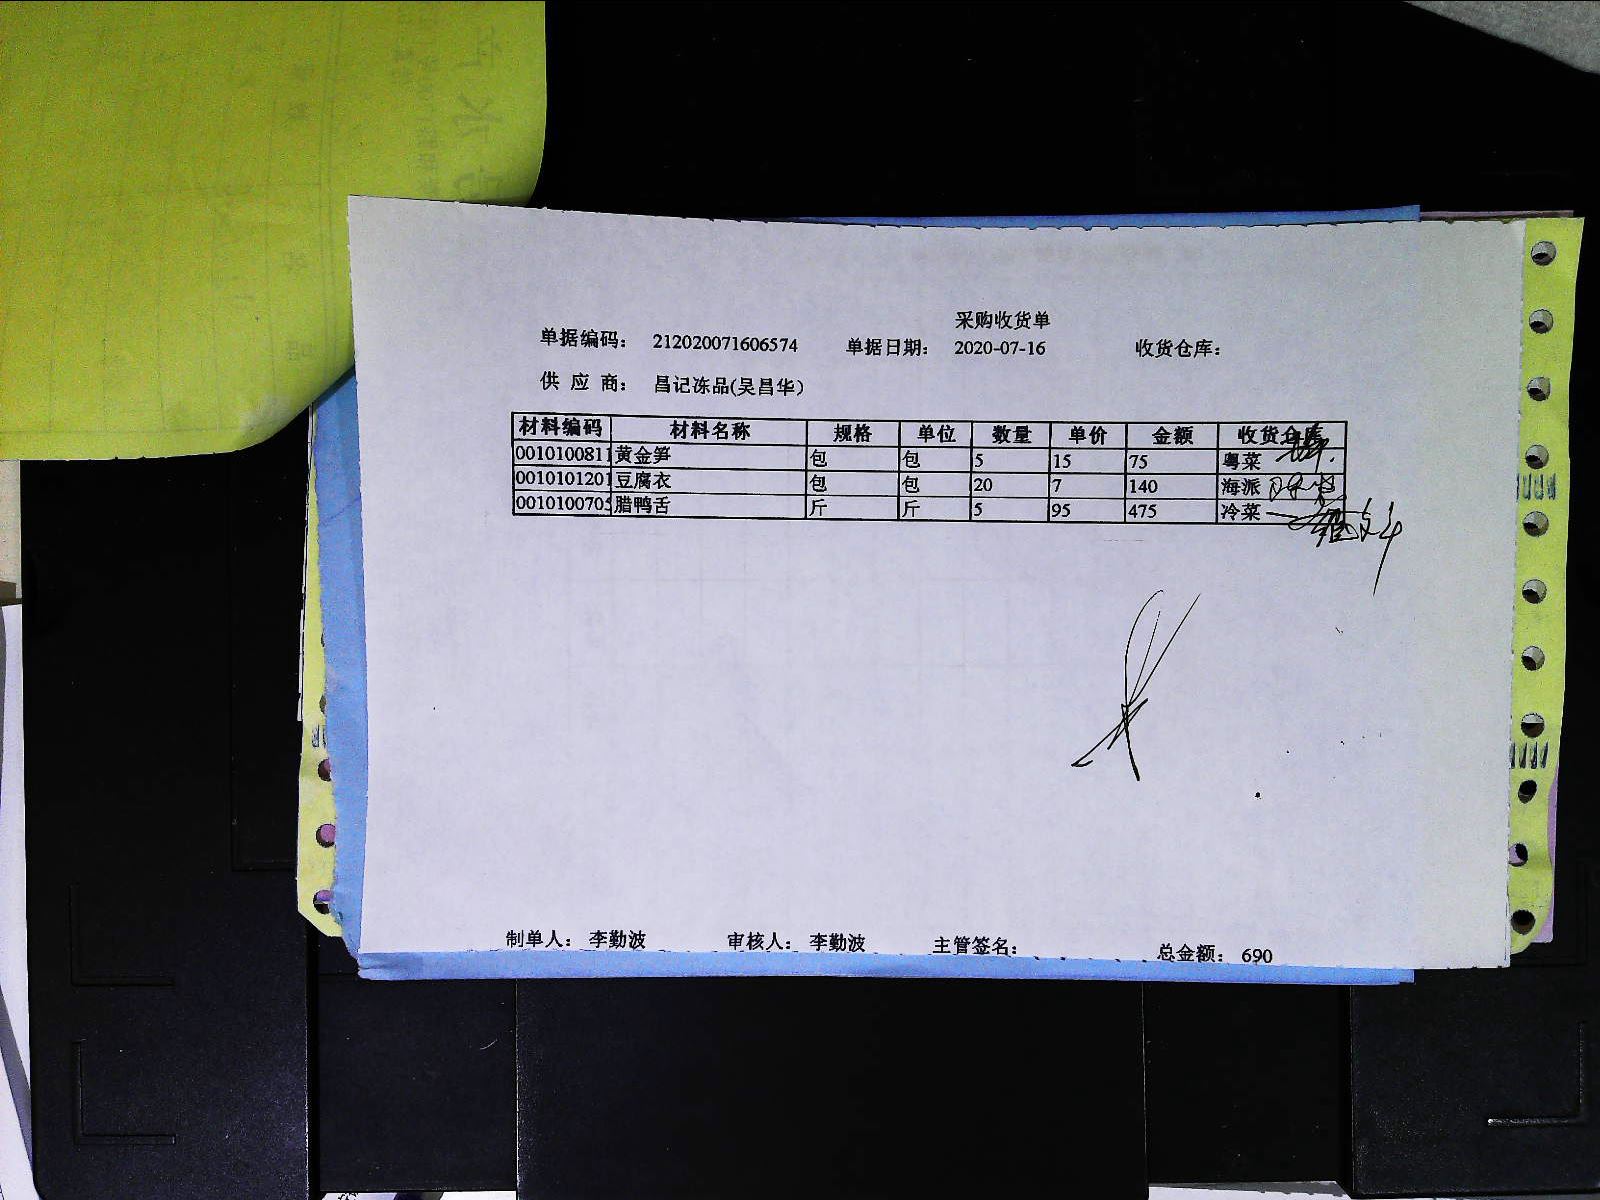 采购收货单
单据编码： 212020071606574 单据日期： 2020-07-16 收货仓库：
供 应 商： 昌记冻品(吴昌华）
材料编码 材料名称 规格 单位 数量 单价 金额 收货仓库
0010100811 黄金笋 包 包 5 15 75 粤菜
0010101201 豆腐衣 包 包 20 7 140 海派
0010100705 腊鸭舌 斤 斤 5 95 475 冷菜
制单人： 李勤波 审核人： 李勤波 主管签名： 总金额： 690